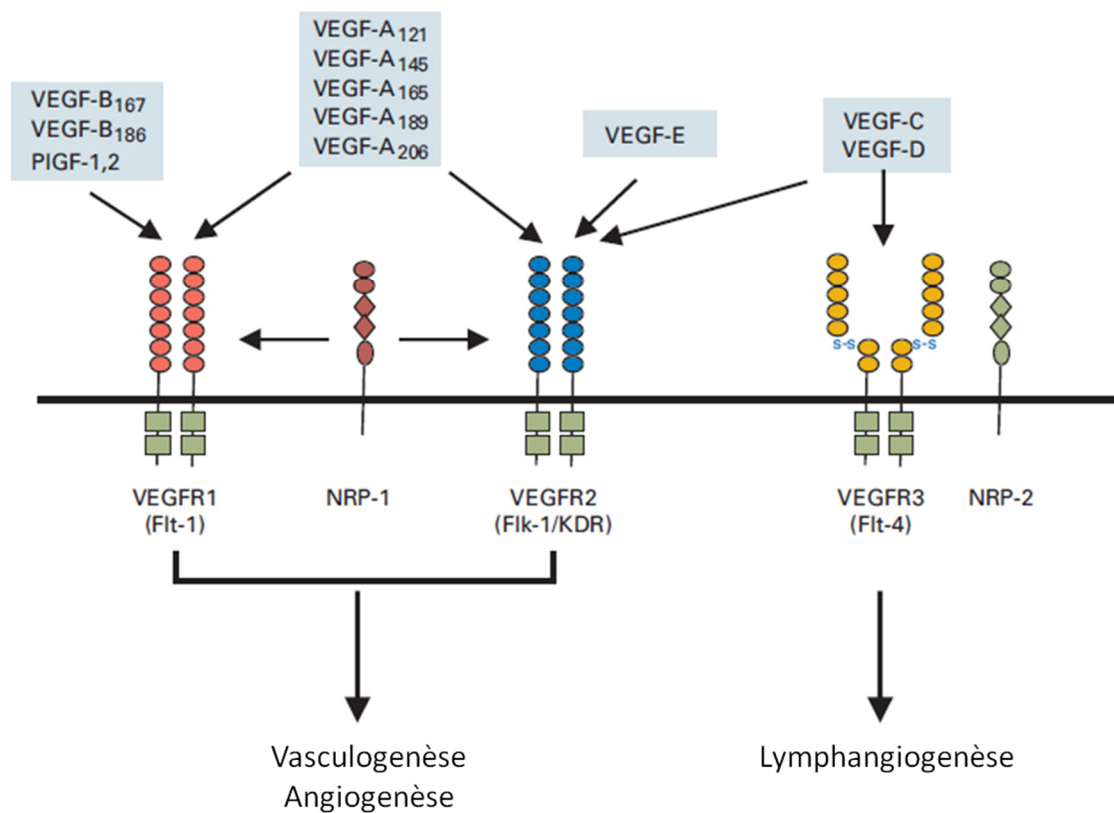 VEGF-A121
VEGF-A145
VEGF-A165
VEGF-A189
VEGF-A206
VEGF-B167
VEGF-B186
PIGF-1,2
VEGF-E
VEGF-C
VEGF-D
S-S
S-S
VEGFR1
(Flt-1)
NRP-1
VEGFR2
(Flk-1/KDR)
VEGFR3
(Flt-4)
NRP-2
Vasculogenèse
Angiogenèse
Lymphangiogenèse